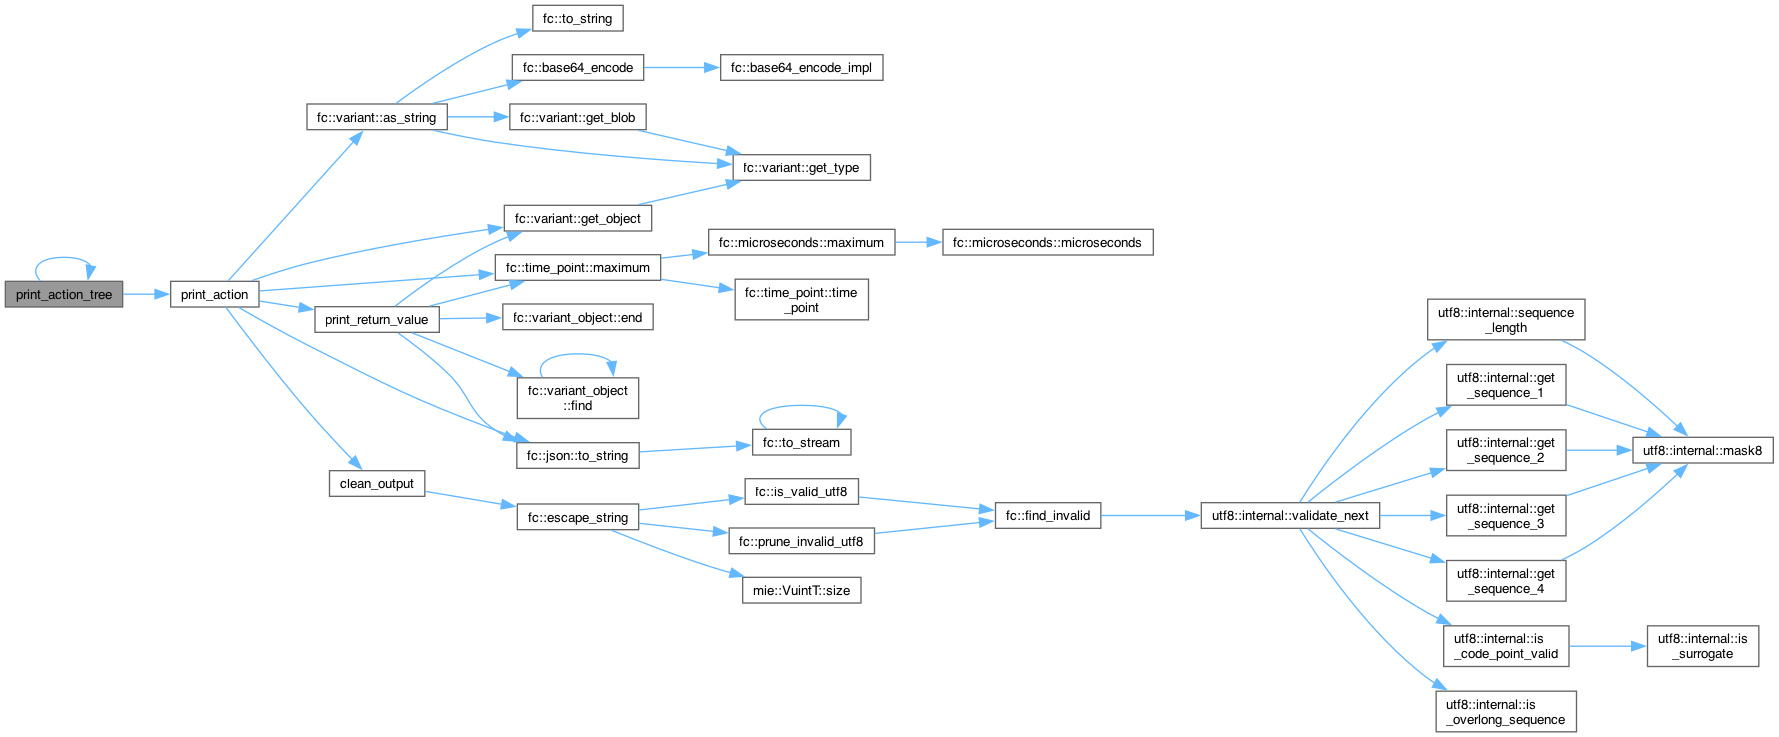 print_action_tree
print_action
fc::variant::as_string
fc::to_string
fc::base64_encode
fc::base64_encode_impl
fc::variant::get_blob
fc::variant::get_type
fc::variant::get_object
fc::time_point::maximum
fc::microseconds::maximum
fc::microseconds::microseconds
fc::time_point::time
_point
print_return_value
fc::variant_object::end
fc::variant_object
::find
fc::json::to_string
fc::to_stream
clean_output
fc::escape_string
fc::is_valid_utf8
fc::prune_invalid_utf8
mie::VuintT::size
fc::find_invalid
utf8::internal::validate_next
utf8::internal::sequence
_length
utf8::internal::get
_sequence_1
utf8::internal::get
_sequence_2
utf8::internal::get
_sequence_3
utf8::internal::get
_sequence_4
utf8::internal::mask8
utf8::internal::is
_code_point_valid
utf8::internal::is
_surrogate
utf8::internal::is
_overlong_sequence